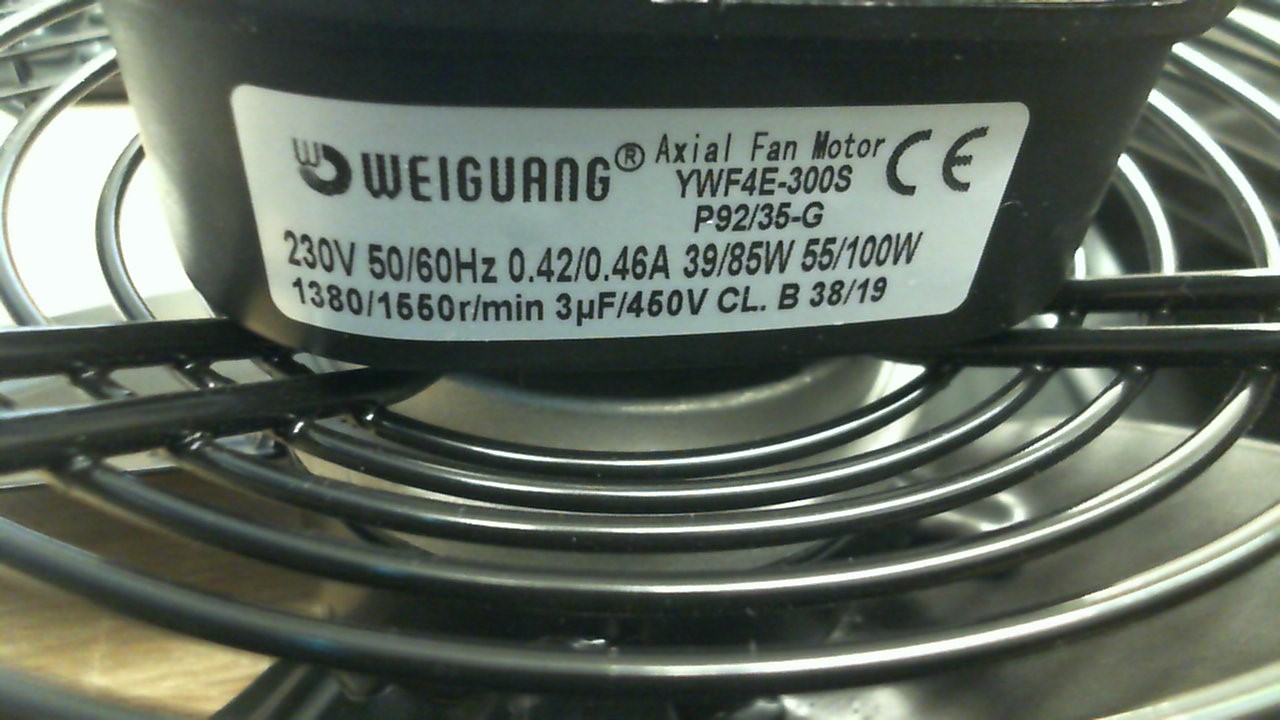 WEIGUANG® Axial Fan Motor CE
YWF4E-300S
P92/35-G
230V 50/60Hz 0.42/0.46A 39/85W 55/100W
1380/1550r/min 3µF/450V CL. B 38/19